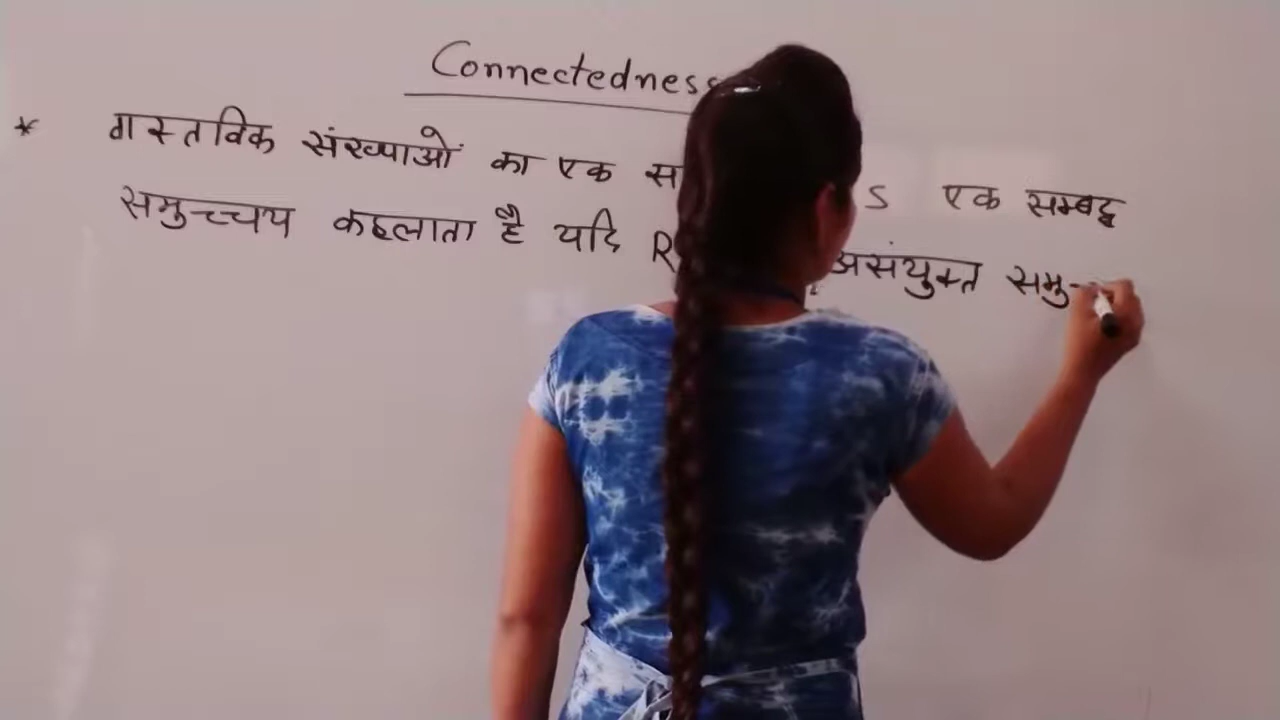 Connectedness
* वास्तविक संख्याओं का एक स S एक सम्बद्ध
समुच्चय कहलाता है यदि R असंयुक्त समु